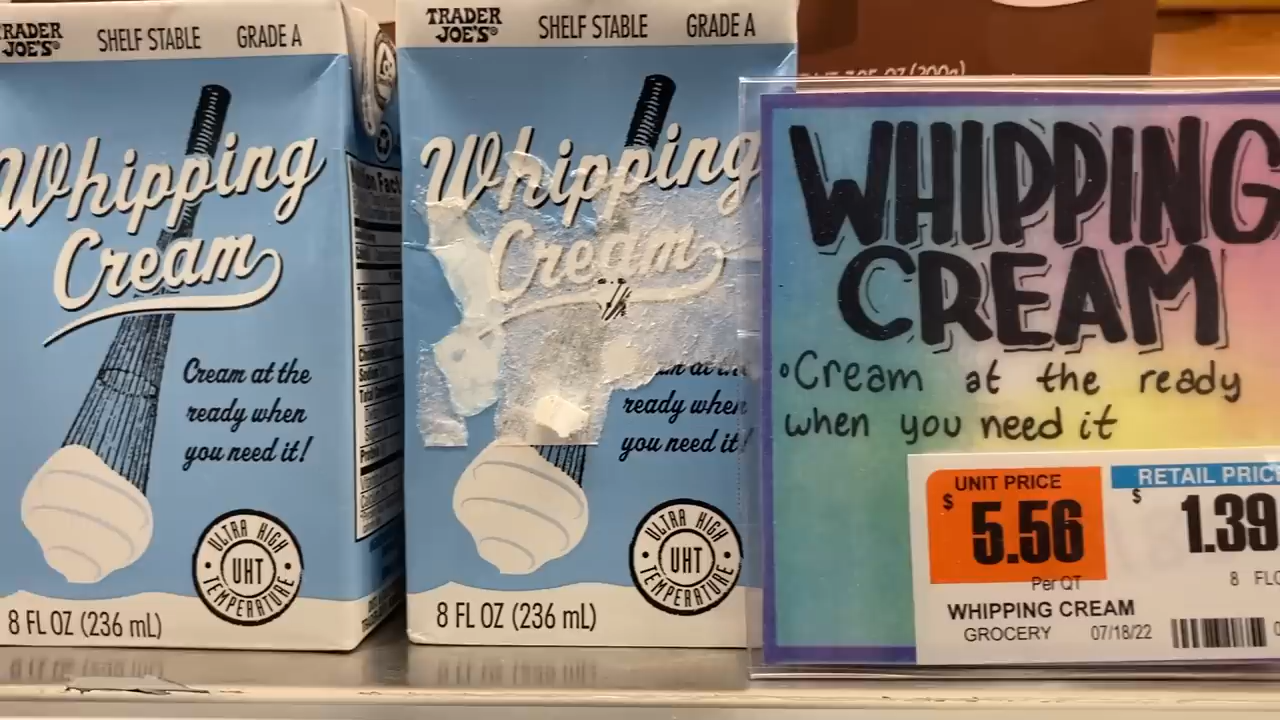 TRADER
JOE'S®
SHELF STABLE
GRADE A
Whipping
Cream
Cream at the
ready when
you need it!
ULTRA HIGH
UHT
TEMPERATURE
8 FL OZ (236 mL)
TRADER
JOE'S®
SHELF STABLE
GRADE A
Whipping
Cream
ready when
you need it!
ULTRA HIGH
UHT
TEMPERATURE
8 FL OZ (236 mL)
WHIPPING
CREAM
•Cream at the ready
when you need it
UNIT PRICE
$5.56
Per QT
RETAIL PRICE
$1.39
8 FLO
WHIPPING CREAM
GROCERY 07/18/22